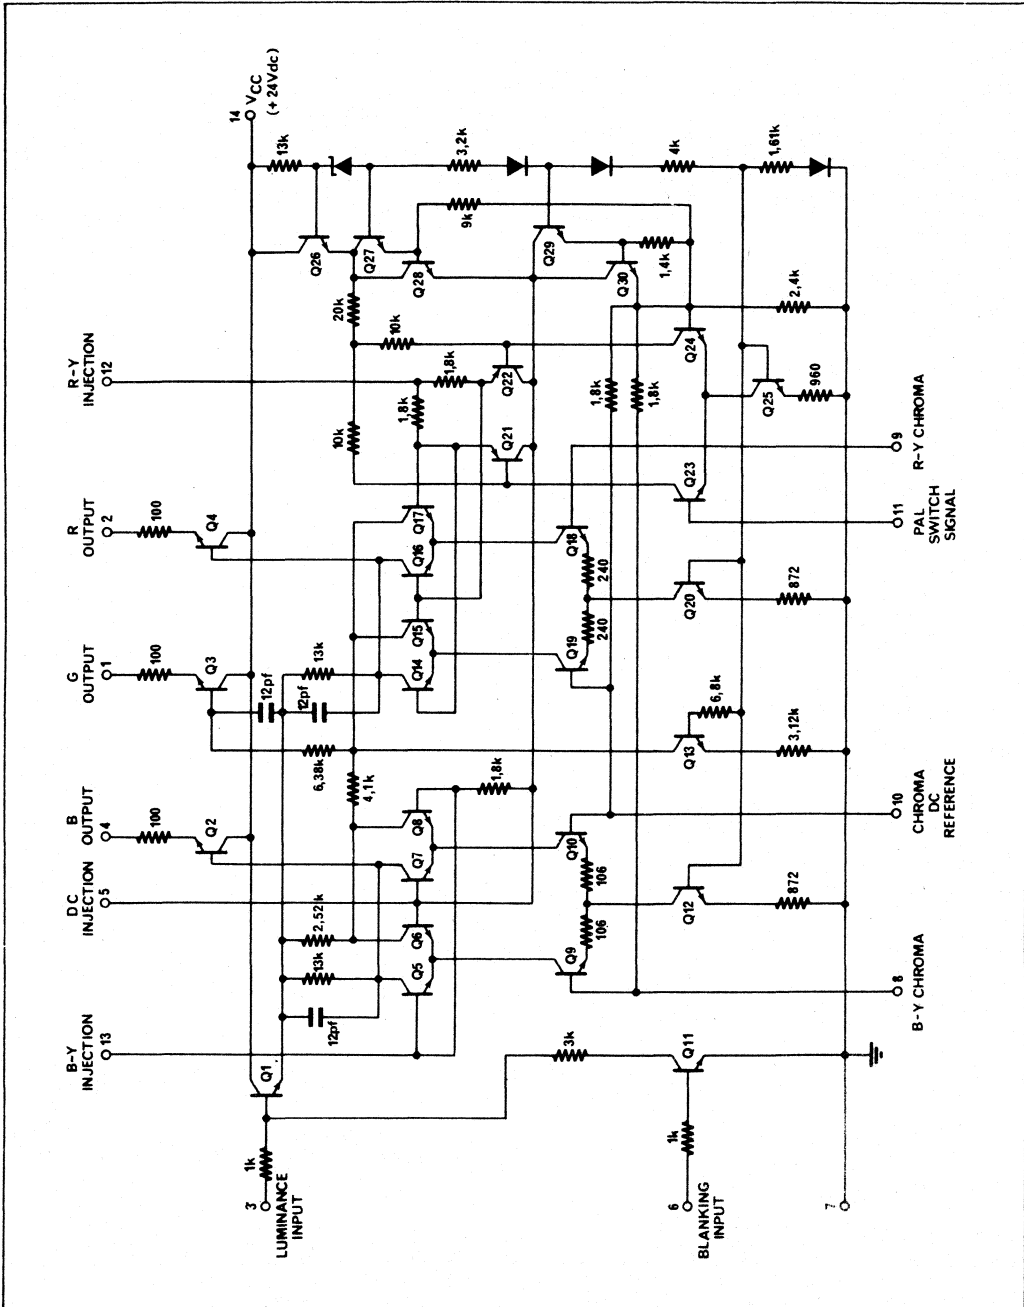 14
VCC
(+ 24Vdc)
13k
3,2k
4k
1,61k
9k
Q26
Q27
Q28
Q29
Q30
1,4k
2,4k
20k
10k
R-Y
INJECTION
12
1,8k
Q22
1,8k
10k
Q21
1,8k
1,8k
Q24
Q25
960
Q23
R-Y CHROMA
9
PAL
SWITCH
SIGNAL
11
R
OUTPUT
2
100
Q4
Q17
Q16
Q18
240
240
Q19
Q20
872
G
OUTPUT
1
100
Q3
12pf
12pf
13k
Q15
Q14
6,38k
4,1k
Q13
6,8k
3,12k
B
OUTPUT
4
100
Q2
1,8k
Q8
Q7
Q10
106
106
Q9
Q12
872
CHROMA
DC
REFERENCE
10
DC
INJECTION
5
2,52k
13k
12pf
Q6
Q5
B-Y CHROMA
8
B-Y
INJECTION
13
Q1
3k
Q11
1k
3
LUMINANCE
INPUT
1k
6
BLANKING
INPUT
7